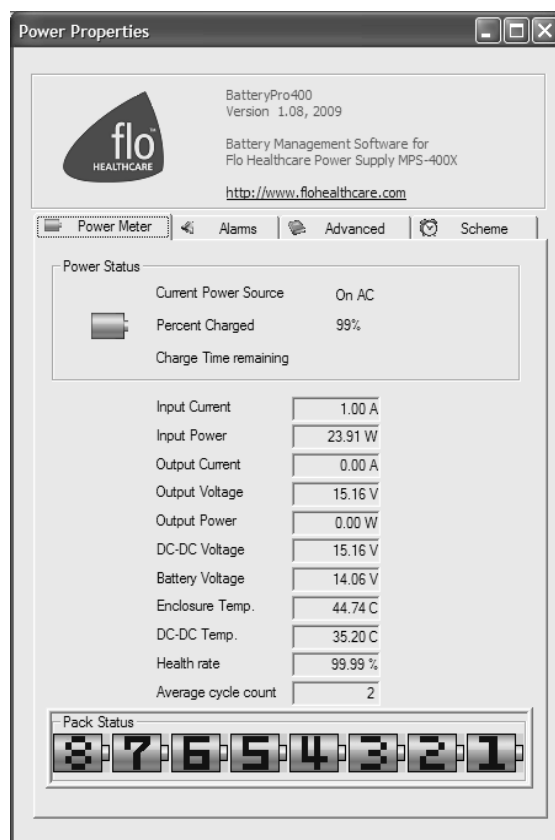 Power Properties
flo™
HEALTHCARE
BatteryPro400
Version 1.08, 2009
Battery Management Software for
Flo Healthcare Power Supply MPS-400X
http://www.flohealthcare.com
Power Meter Alarms Advanced Scheme
Power Status
Current Power Source On AC
Percent Charged 99%
Charge Time remaining
Input Current 1.00 A
Input Power 23.91 W
Output Current 0.00 A
Output Voltage 15.16 V
Output Power 0.00 W
DC-DC Voltage 15.16 V
Battery Voltage 14.06 V
Enclosure Temp. 44.74 C
DC-DC Temp. 35.20 C
Health rate 99.99 %
Average cycle count 2
Pack Status
8 7 6 5 4 3 2 1